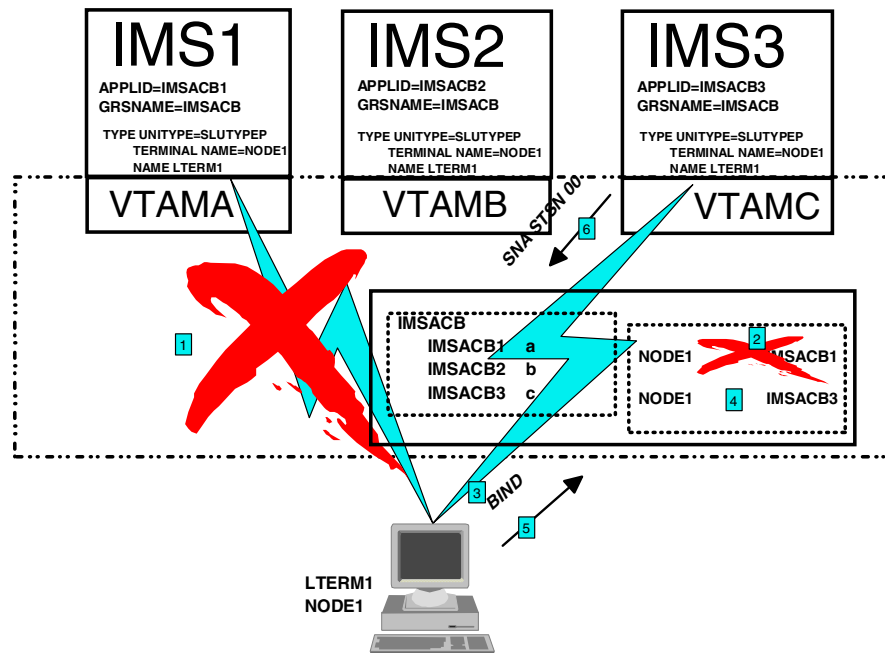 IMS1
APPLID=IMSACB1
GRSNAME=IMSACB
TYPE UNITYPE=SLUTYPEP
TERMINAL NAME=NODE1
NAME LTERM1
VTAMA
IMS2
APPLID=IMSACB2
GRSNAME=IMSACB
TYPE UNITYPE=SLUTYPEP
TERMINAL NAME=NODE1
NAME LTERM1
VTAMB
IMS3
APPLID=IMSACB3
GRSNAME=IMSACB
TYPE UNITYPE=SLUTYPEP
TERMINAL NAME=NODE1
NAME LTERM1
VTAMC
SNA STSN 00
6
1
IMSACB
IMSACB1 a
IMSACB2 b
IMSACB3 c
2
NODE1 IMSACB1
NODE1 4 IMSACB3
3 BIND
5
LTERM1
NODE1